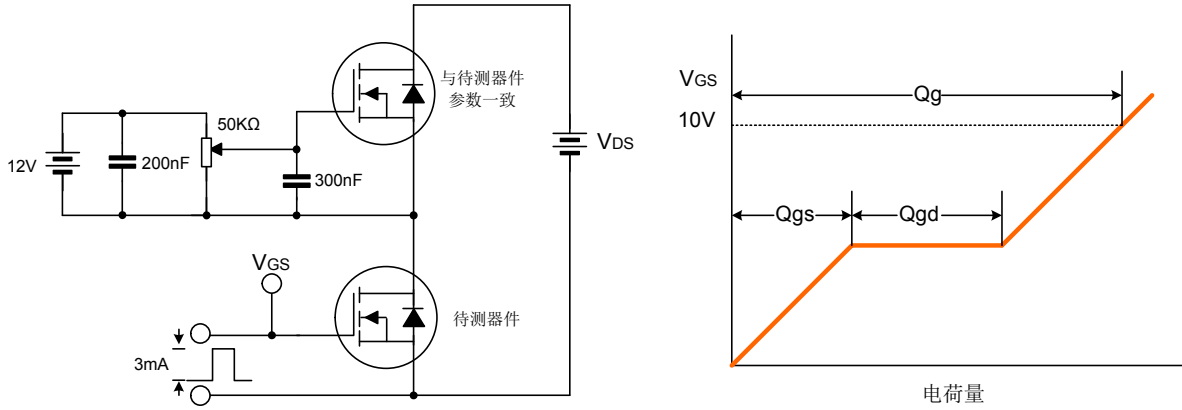 与待测器件
参数一致
50KΩ
12V
200nF
300nF
VDS
VGS
待测器件
3mA
VGS
Qg
10V
Qgs
Qgd
电荷量